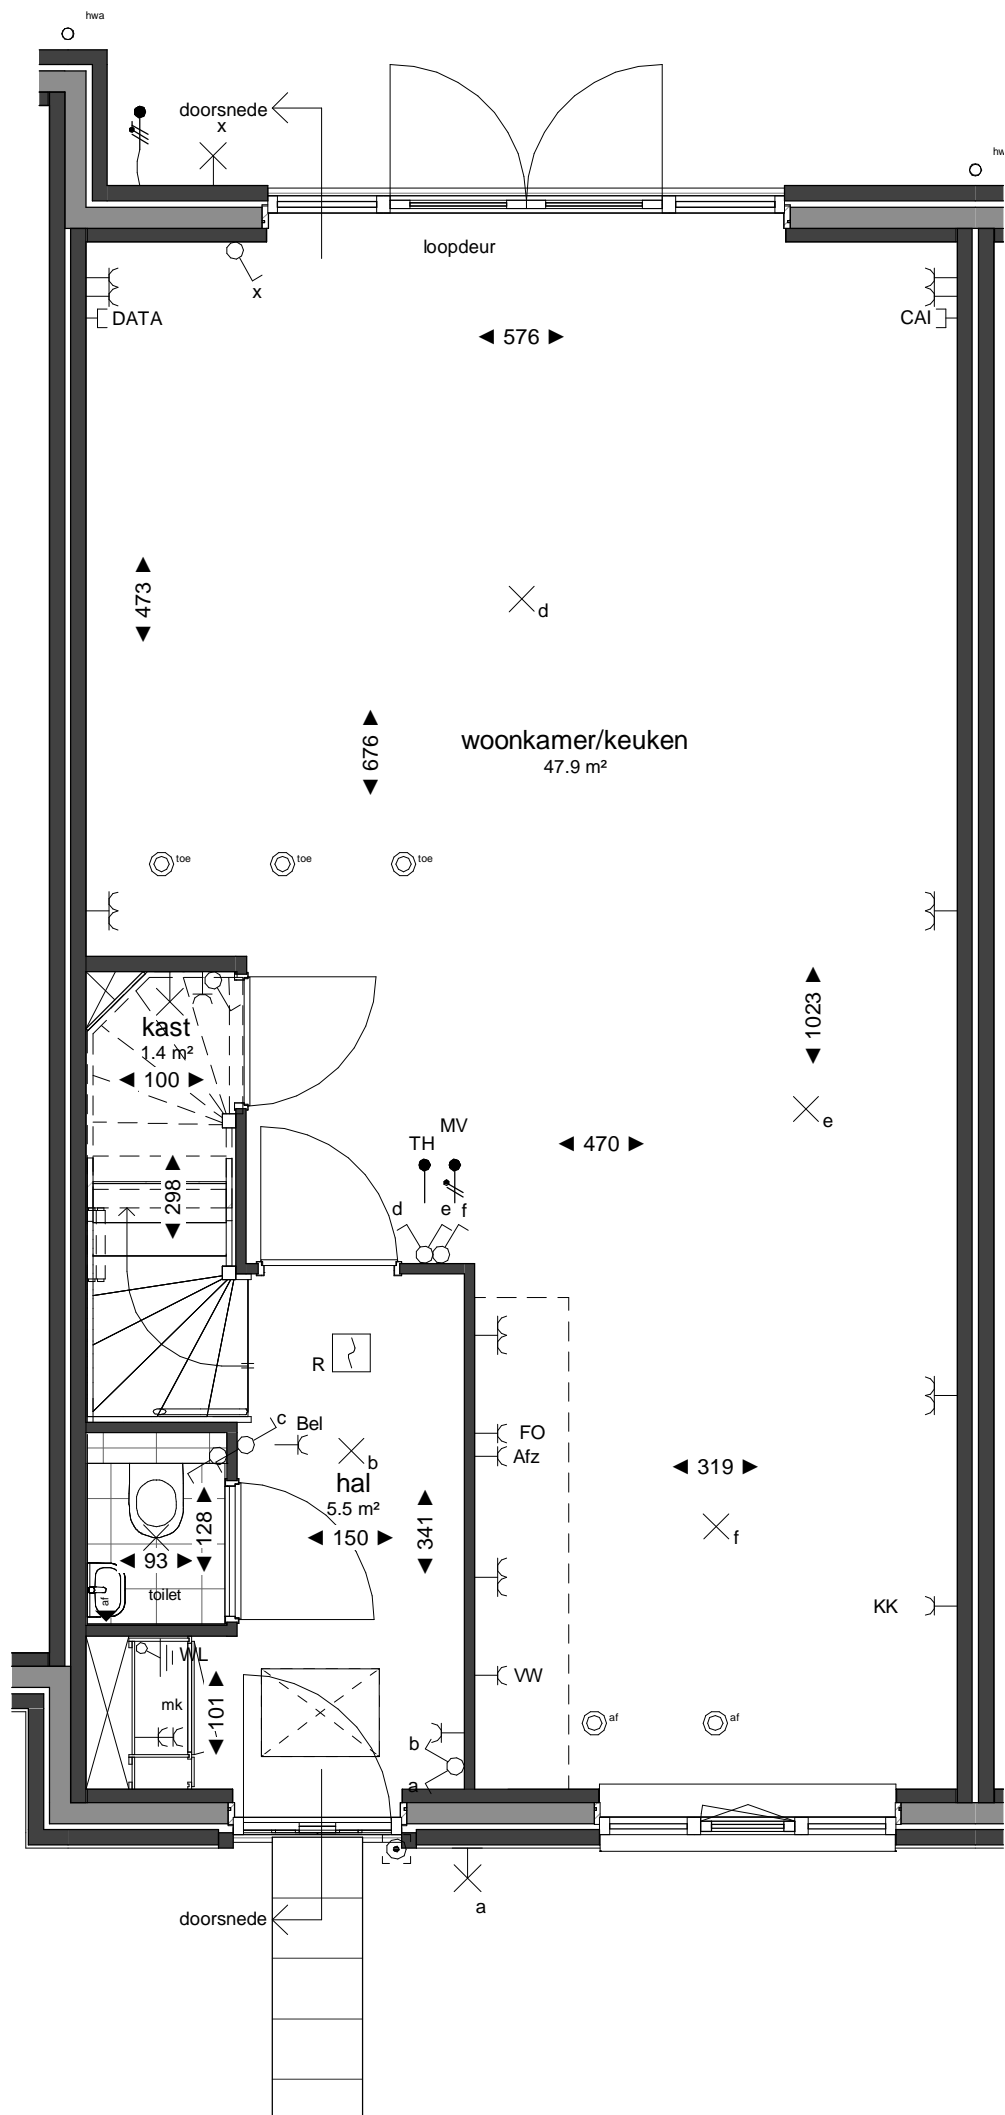 hwa
doorsnede
x
hw
loopdeur
x
DATA
CAI
576
473
d
676
woonkamer/keuken
47.9 m²
toe
toe
toe
1023
kast
1.4 m²
100
e
MV
TH
470
298
d
e
f
R
c
Bel
FO
b
Afz
hal
5.5 m²
319
128
341
f
150
93
toilet
af
KK
WL
VW
mk
101
af
af
b
a
a
doorsnede